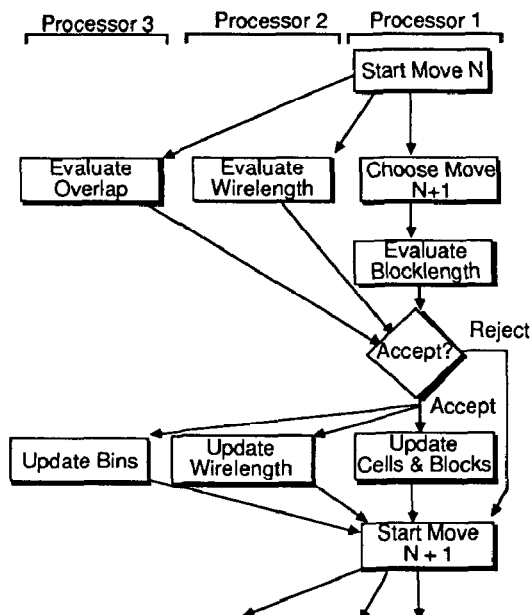 Processor 3 Processor 2 Processor 1
Start Move N
Evaluate
Overlap
Evaluate
Wirelength
Choose Move
N+1
Evaluate
Blocklength
Accept?
Reject
Accept
Update Bins
Update
Wirelength
Update
Cells & Blocks
Start Move
N + 1